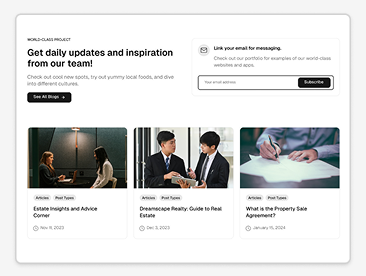 WORLD-CLASS PROJECT
Get daily updates and inspiration
from our team!
Check out cool new spots, try out yummy local foods, and dive
into different cultures.
See All Blogs
Link your email for messaging.
Check out our portfolio for examples of our world-class
websites and apps.
Your email address
Subscribe
Articles Post Types
Estate Insights and Advice
Corner
Nov 11, 2023
Articles Post Types
Dreamscape Realty: Guide to Real
Estate
Dec 3, 2023
Articles Post Types
What is the Property Sale
Agreement?
January 15, 2024